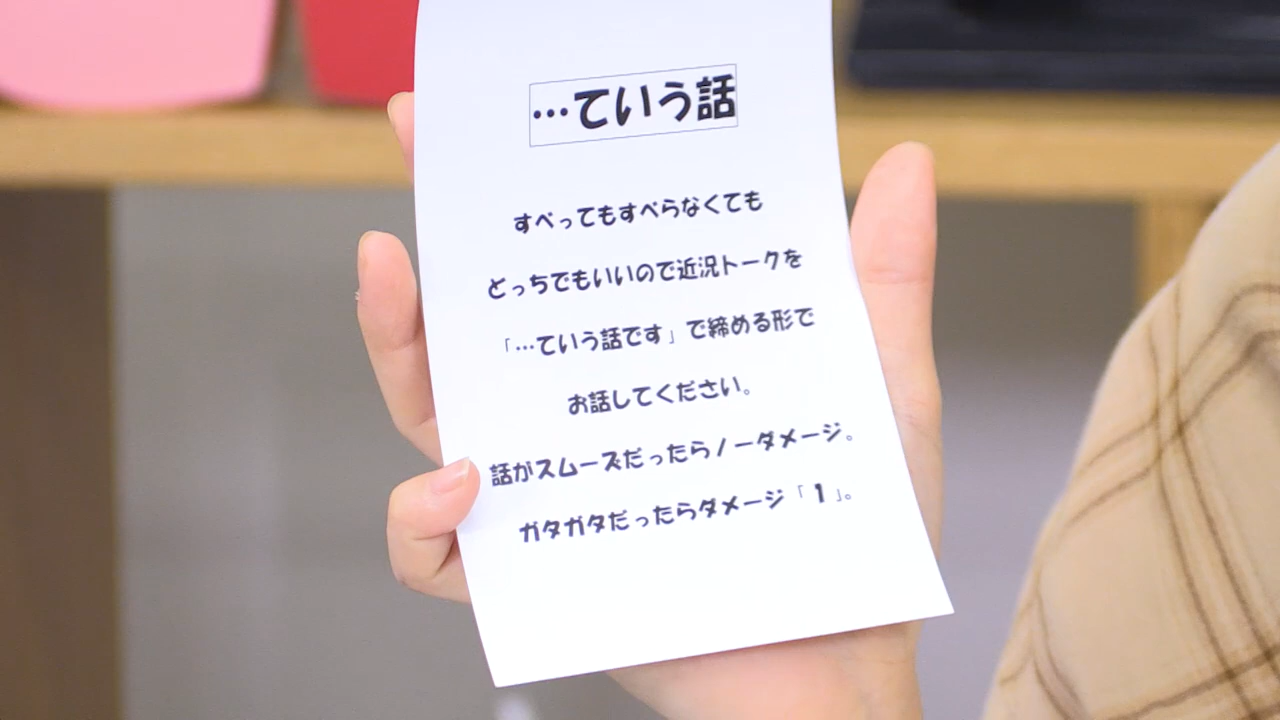 …ていう話
すべってもすべらなくても
どっちでもいいので近況トークを
「…ていう話です」で締める形で
お話してください。
話がスムーズだったらノーダメージ。
ガタガタだったらダメージ「1」。